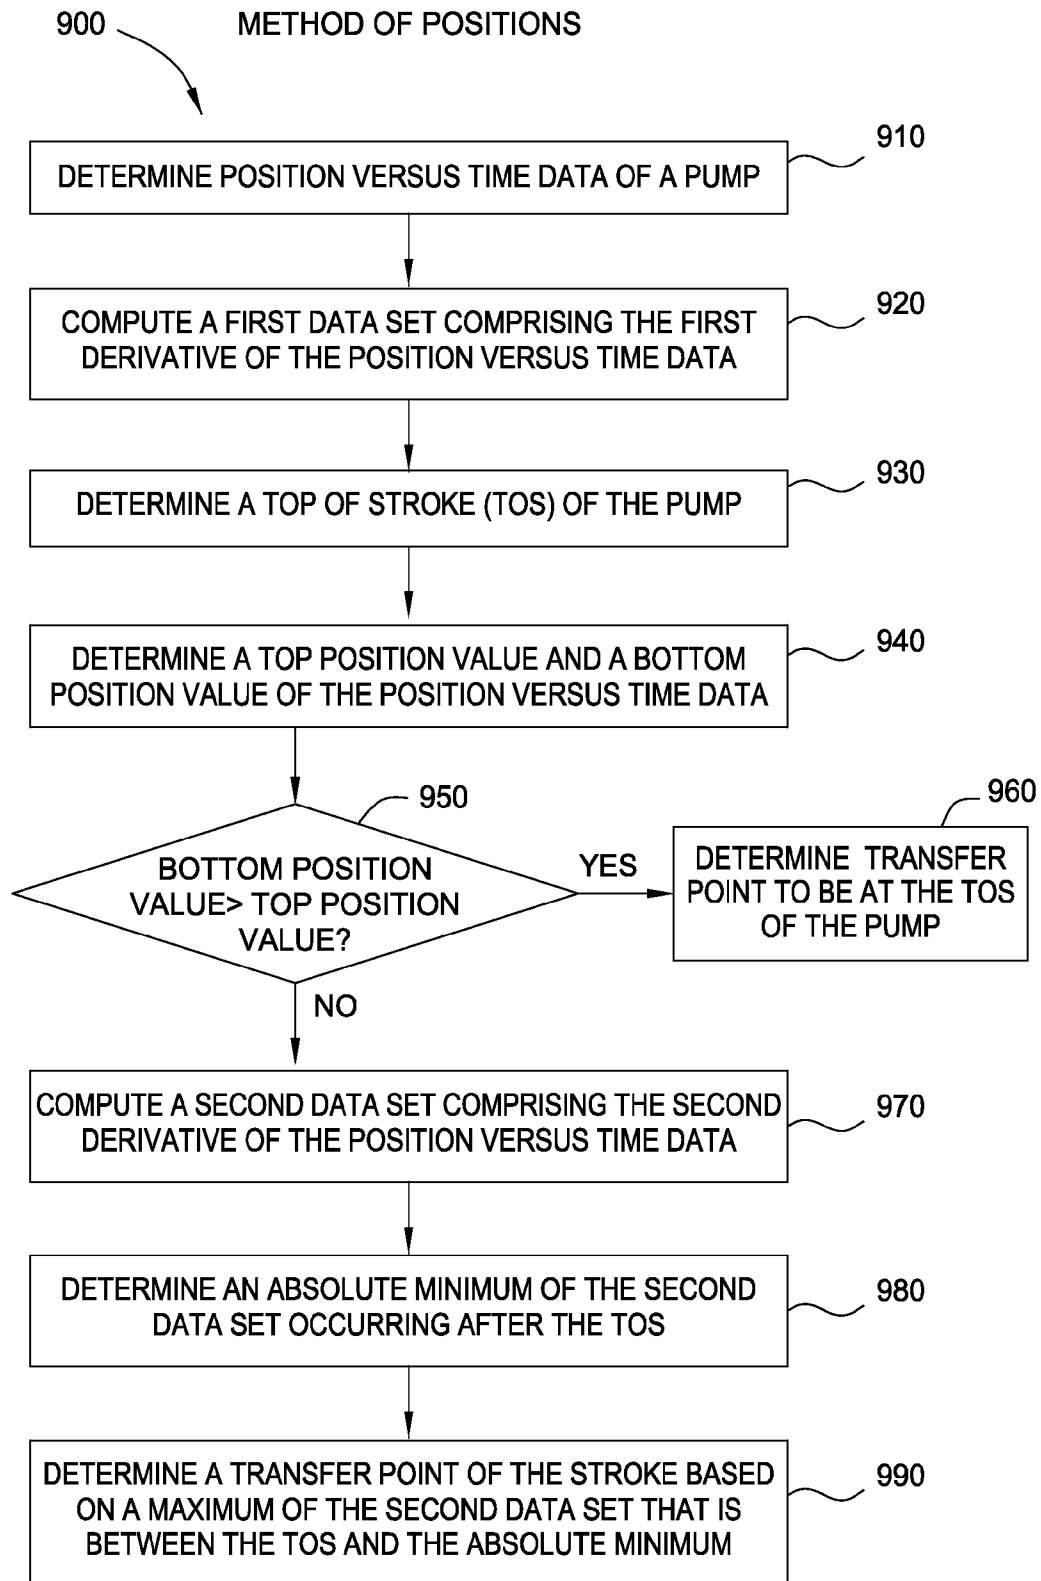 900
METHOD OF POSITIONS
910
DETERMINE POSITION VERSUS TIME DATA OF A PUMP
920
COMPUTE A FIRST DATA SET COMPRISING THE FIRST
DERIVATIVE OF THE POSITION VERSUS TIME DATA
930
DETERMINE A TOP OF STROKE (TOS) OF THE PUMP
940
DETERMINE A TOP POSITION VALUE AND A BOTTOM
POSITION VALUE OF THE POSITION VERSUS TIME DATA
950
BOTTOM POSITION
VALUE> TOP POSITION
VALUE?
YES
960
DETERMINE TRANSFER
POINT TO BE AT THE TOS
OF THE PUMP
NO
970
COMPUTE A SECOND DATA SET COMPRISING THE SECOND
DERIVATIVE OF THE POSITION VERSUS TIME DATA
980
DETERMINE AN ABSOLUTE MINIMUM OF THE SECOND
DATA SET OCCURRING AFTER THE TOS
990
DETERMINE A TRANSFER POINT OF THE STROKE BASED
ON A MAXIMUM OF THE SECOND DATA SET THAT IS
BETWEEN THE TOS AND THE ABSOLUTE MINIMUM